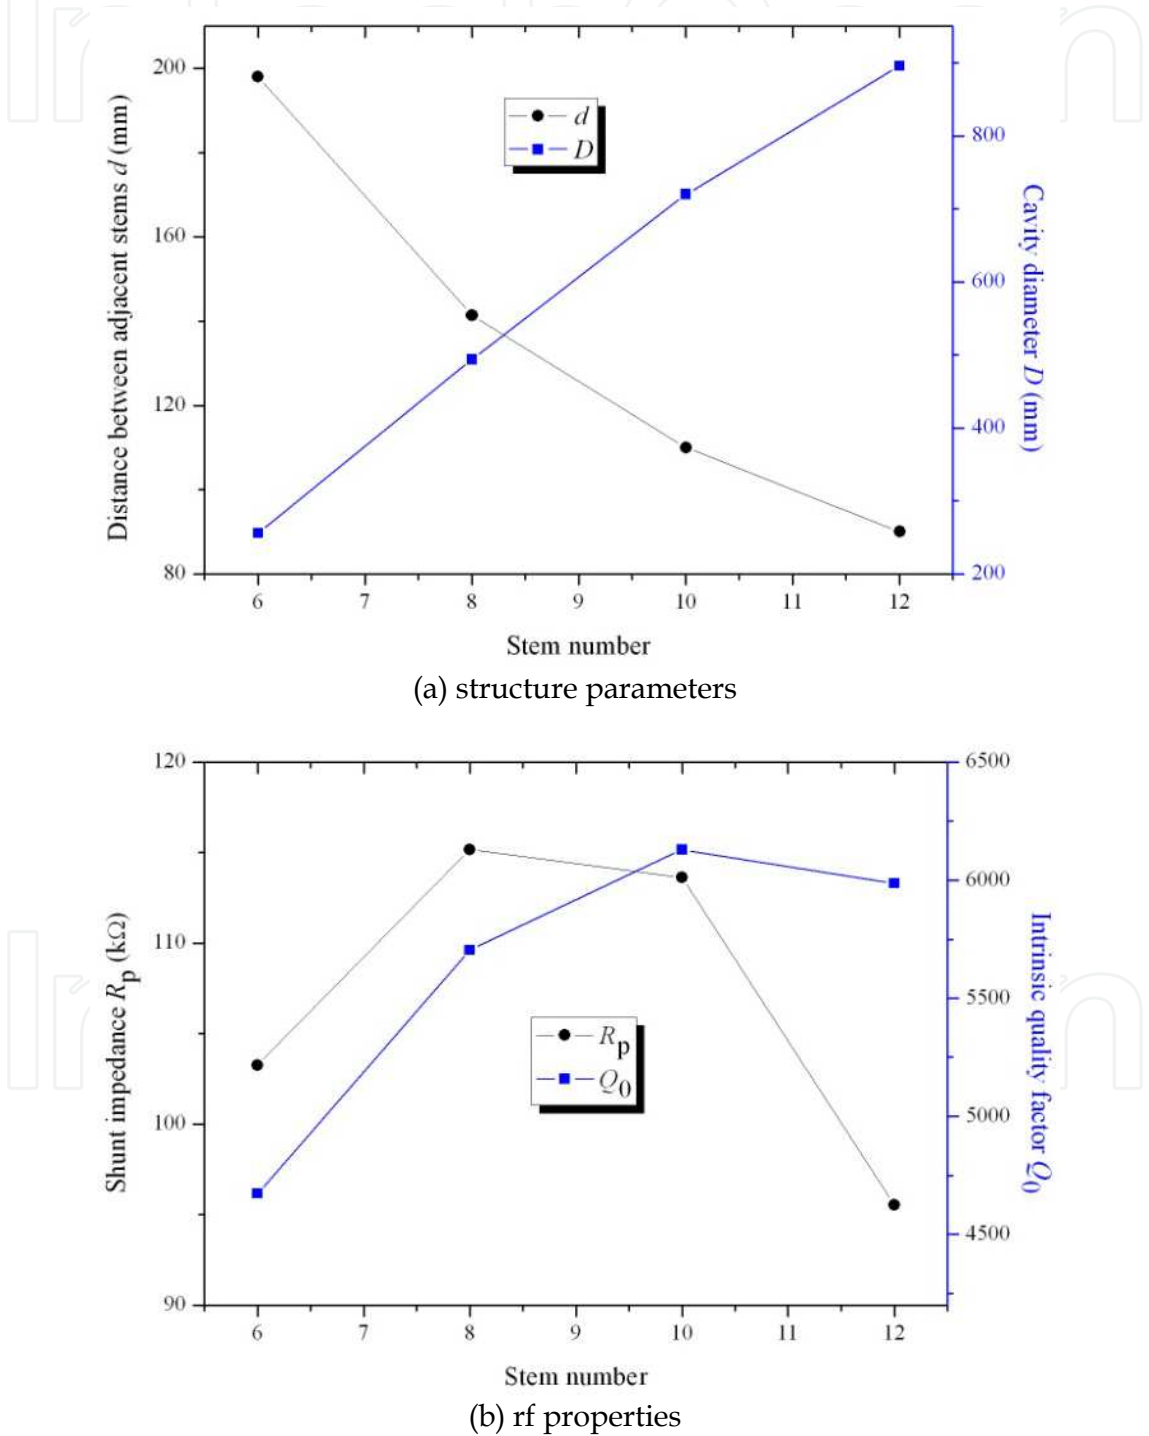 200
160
120
80
Distance between adjacent stems d (mm)
d
D
800
600
400
200
Cavity diameter D (mm)
6 7 8 9 10 11 12
Stem number
(a) structure parameters
120
110
100
90
Shunt impedance Rp (kΩ)
Rp
Q0
6500
6000
5500
5000
4500
Intrinsic quality factor Q0
6 7 8 9 10 11 12
Stem number
(b) rf properties